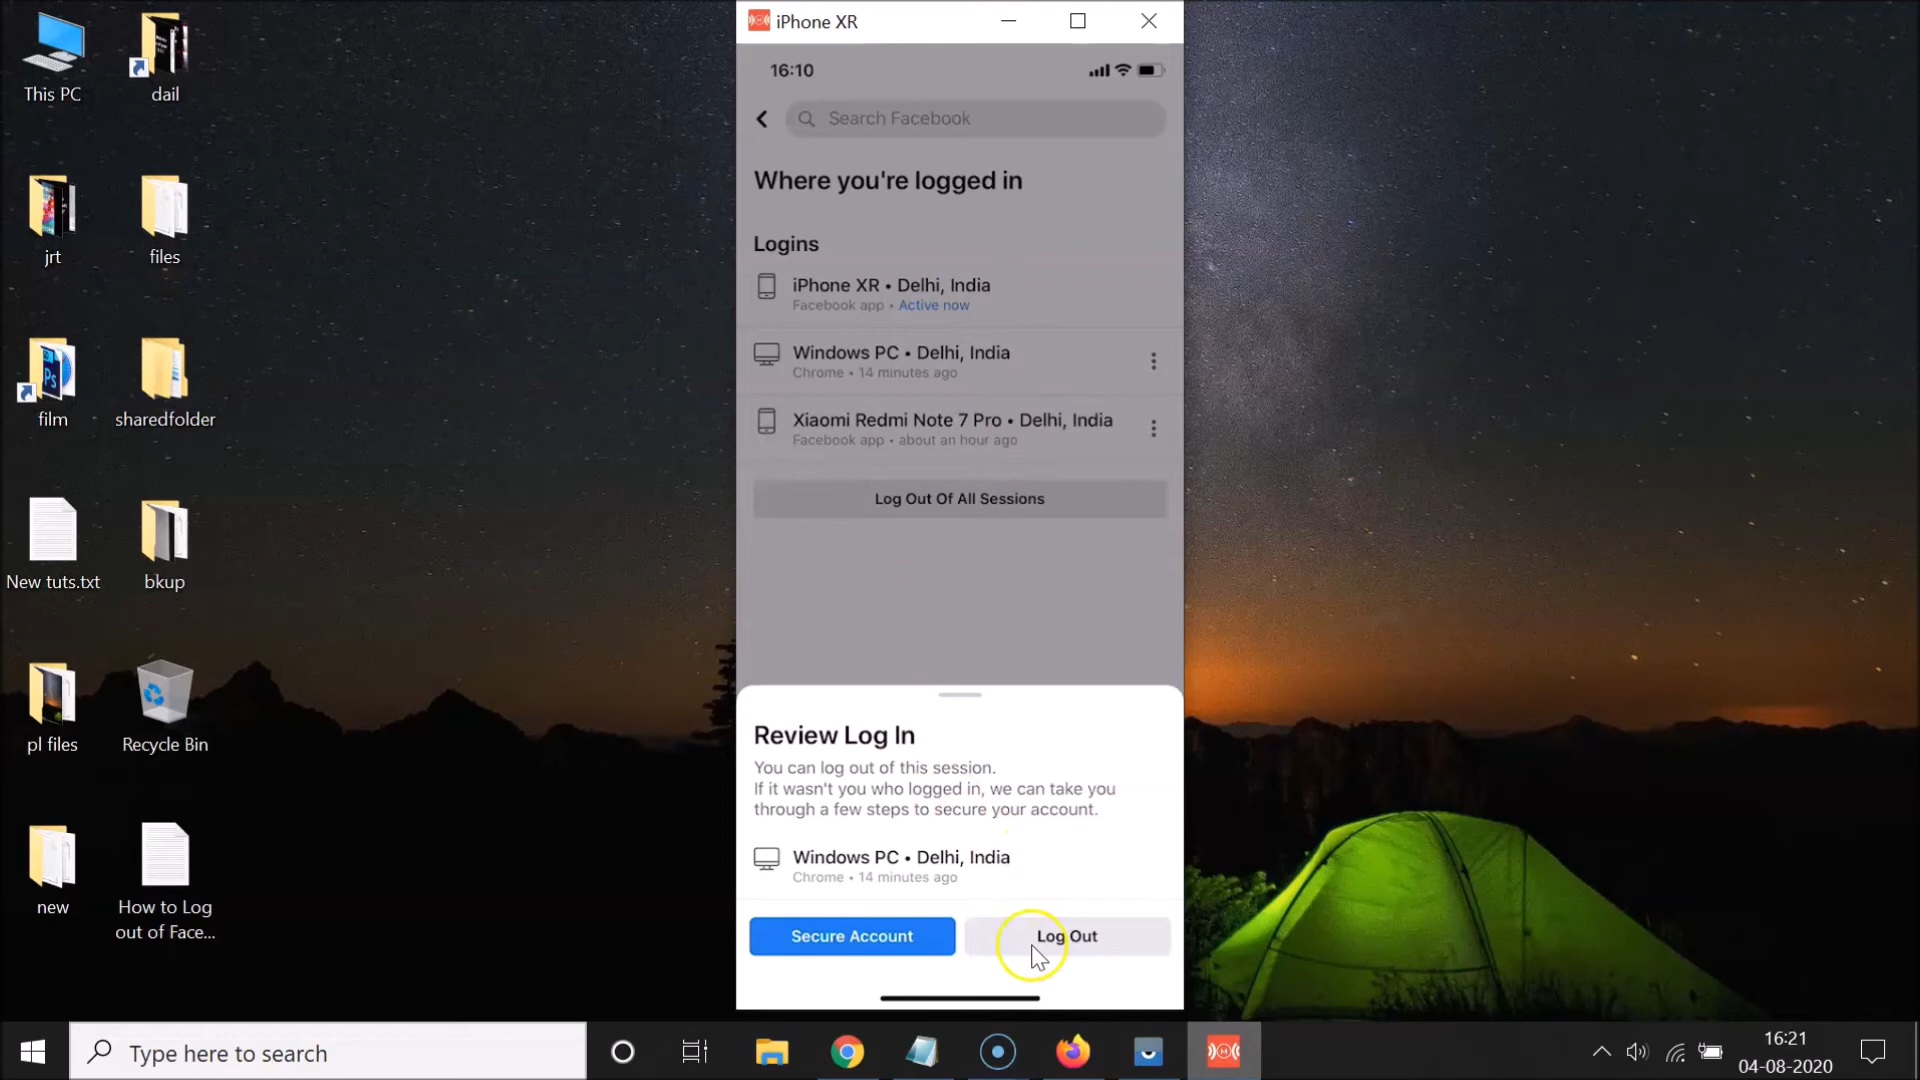 This PC
dail
jrt
files
film
sharedfolder
New tuts.txt
bkup
pl files
Recycle Bin
new
How to Log
out of Face...
iPhone XR
16:10
Search Facebook
Where you're logged in
Logins
iPhone XR • Delhi, India
Facebook app • Active now
Windows PC • Delhi, India
Chrome • 14 minutes ago
Xiaomi Redmi Note 7 Pro • Delhi, India
Facebook app • about an hour ago
Log Out Of All Sessions
Review Log In
You can log out of this session.
If it wasn't you who logged in, we can take you
through a few steps to secure your account.
Windows PC • Delhi, India
Chrome • 14 minutes ago
Secure Account
Log Out
Type here to search
16:21
04-08-2020